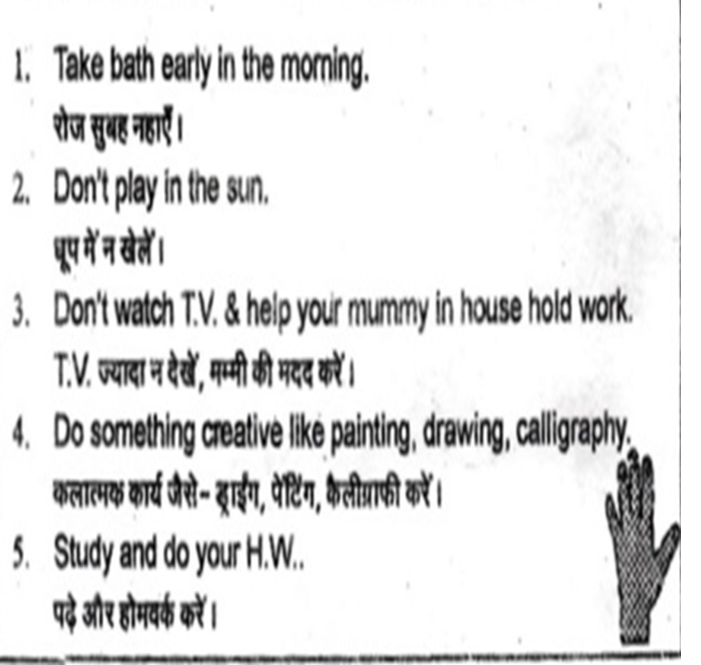 1. Take bath early in the morning.
रोज सुबह नहाएँ।
2. Don't play in the sun.
धूप में न खेलें।
3. Don't watch T.V. & help your mummy in house hold work.
T.V. ज्यादा न देखें, मम्मी की मदद करें।
4. Do something creative like painting, drawing, calligraphy.
कलात्मक कार्य जैसे- ड्राईंग, पेंटिंग, कैलीग्राफी करें।
5. Study and do your H.W..
पढ़े और होमवर्क करें।